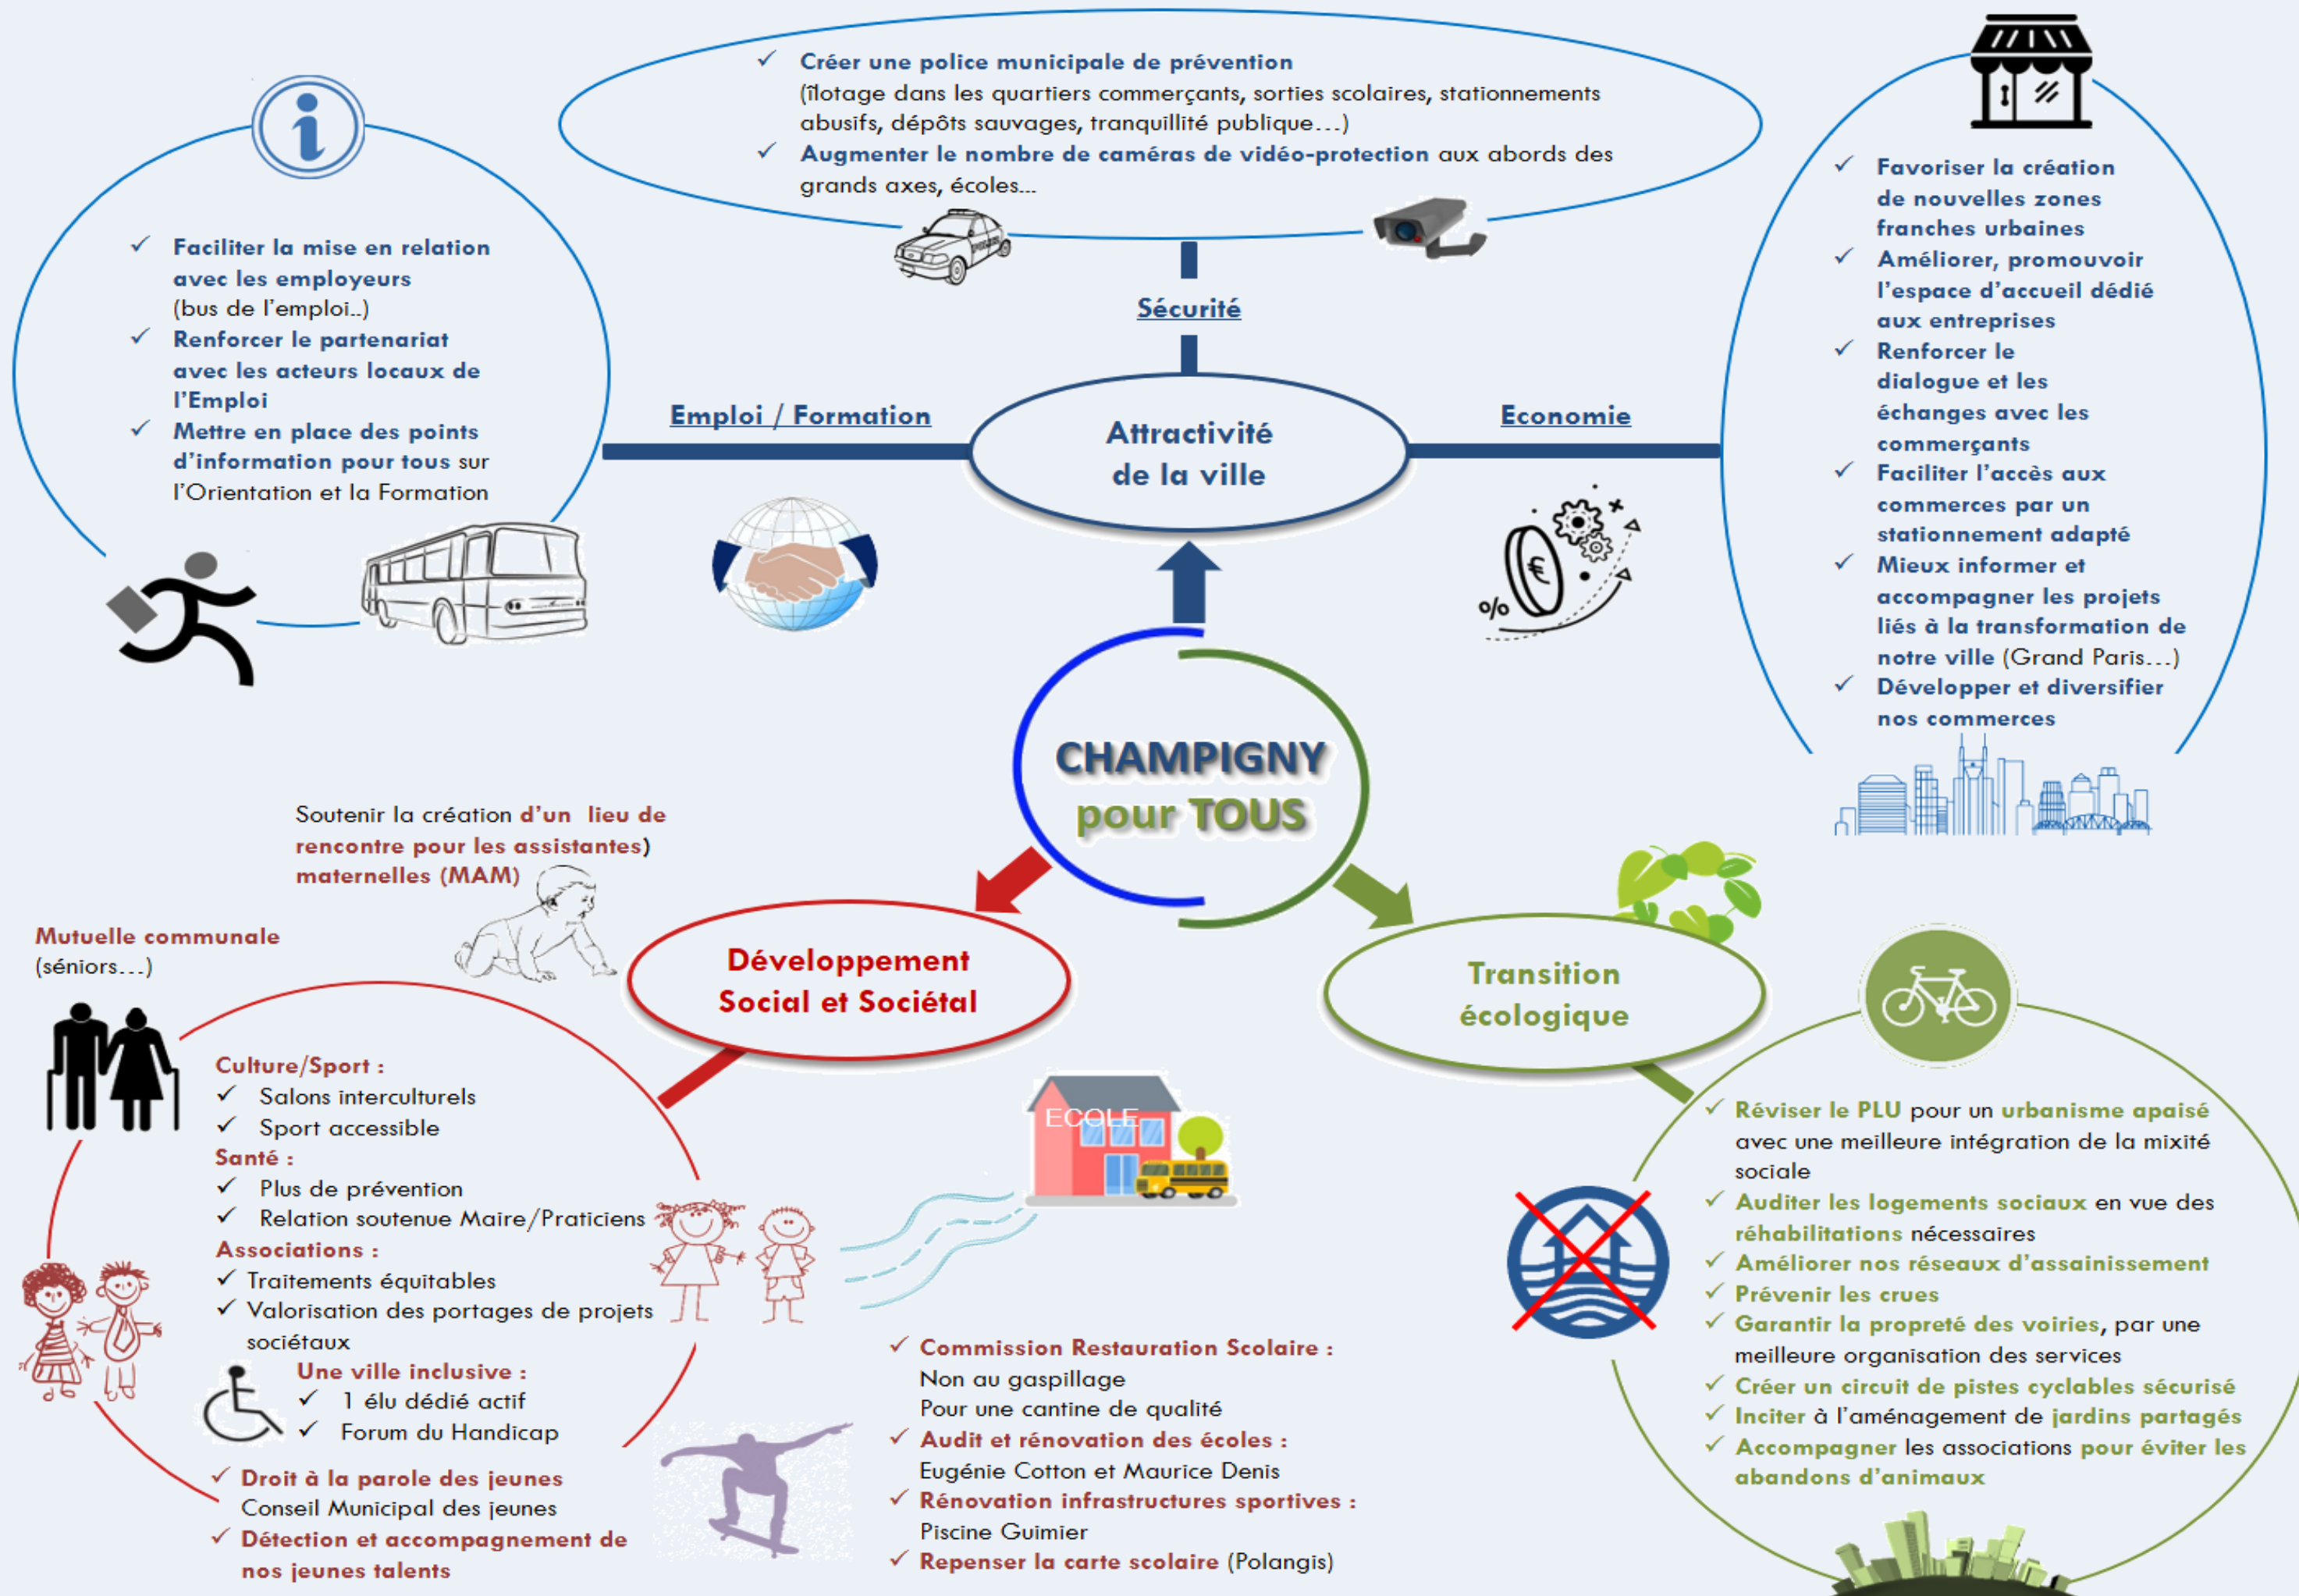 ✓ Créer une police municipale de prévention
(îlotage dans les quartiers commerçants, sorties scolaires, stationnements
abusifs, dépôts sauvages, tranquillité publique…)
✓ Augmenter le nombre de caméras de vidéo-protection aux abords des
grands axes, écoles...
Sécurité
✓ Faciliter la mise en relation
avec les employeurs
(bus de l'emploi..)
✓ Renforcer le partenariat
avec les acteurs locaux de
l'Emploi
✓ Mettre en place des points
d'information pour tous sur
l'Orientation et la Formation
Emploi / Formation
Attractivité
de la ville
Economie
✓ Favoriser la création
de nouvelles zones
franches urbaines
✓ Améliorer, promouvoir
l'espace d'accueil dédié
aux entreprises
✓ Renforcer le
dialogue et les
échanges avec les
commerçants
✓ Faciliter l'accès aux
commerces par un
stationnement adapté
✓ Mieux informer et
accompagner les projets
liés à la transformation de
notre ville (Grand Paris…)
✓ Développer et diversifier
nos commerces
€
%
CHAMPIGNY
pour TOUS
Soutenir la création d'un lieu de
rencontre pour les assistantes)
maternelles (MAM)
Mutuelle communale
(séniors…)
Développement
Social et Sociétal
Culture/Sport :
✓ Salons interculturels
✓ Sport accessible
Santé :
✓ Plus de prévention
✓ Relation soutenue Maire/Praticiens
Associations :
✓ Traitements équitables
✓ Valorisation des portages de projets
sociétaux
Une ville inclusive :
✓ 1 élu dédié actif
✓ Forum du Handicap
✓ Droit à la parole des jeunes
Conseil Municipal des jeunes
✓ Détection et accompagnement de
nos jeunes talents
ECOLE
✓ Commission Restauration Scolaire :
Non au gaspillage
Pour une cantine de qualité
✓ Audit et rénovation des écoles :
Eugénie Cotton et Maurice Denis
✓ Rénovation infrastructures sportives :
Piscine Guimier
✓ Repenser la carte scolaire (Polangis)
Transition
écologique
✓ Réviser le PLU pour un urbanisme apaisé
avec une meilleure intégration de la mixité
sociale
✓ Auditer les logements sociaux en vue des
réhabilitations nécessaires
✓ Améliorer nos réseaux d'assainissement
✓ Prévenir les crues
✓ Garantir la propreté des voiries, par une
meilleure organisation des services
✓ Créer un circuit de pistes cyclables sécurisé
✓ Inciter à l'aménagement de jardins partagés
✓ Accompagner les associations pour éviter les
abandons d'animaux